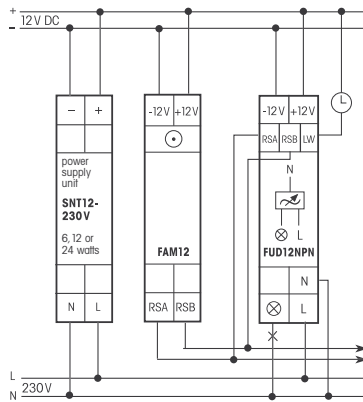 +
12V DC
-
- +
-12V +12V
-12V +12V
RSA RSB LW
power
supply
unit
SNT12-
230V
6, 12 or
24 watts
FAM12
N
L
FUD12NPN
N
N L
RSA RSB
L
L
230V
N